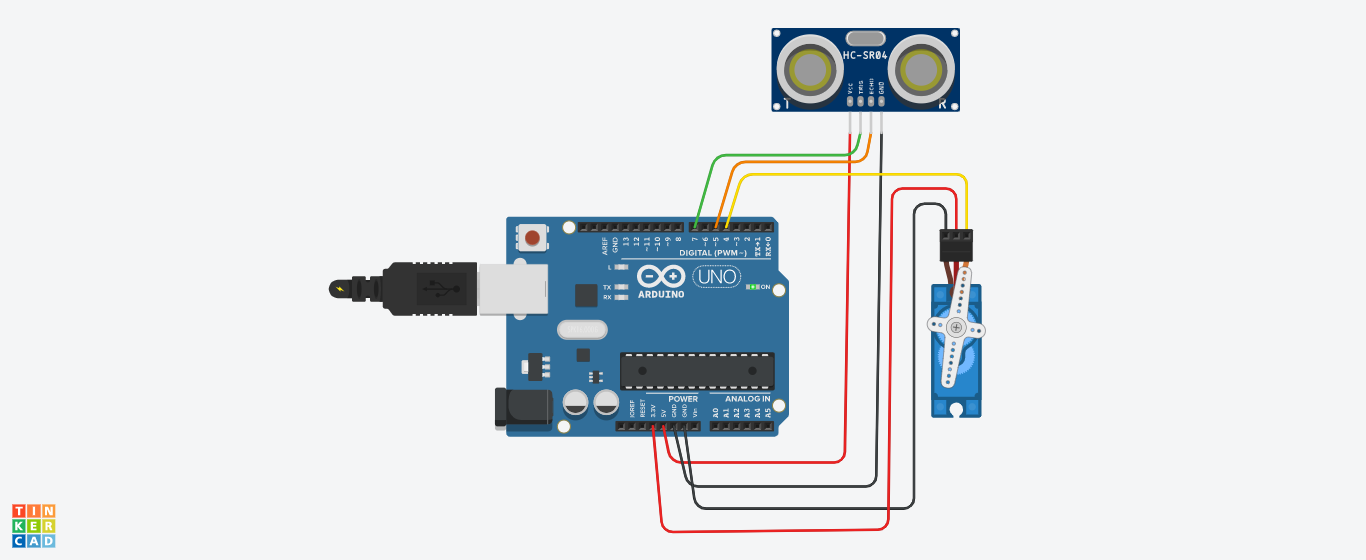 HC-SR04
VCC
TRIG
ECHO
GND
T
R
AREF
GND
13
12
~11
~10
~9
8
7
~6
~5
4
~3
2
TX→1
RX←0
DIGITAL (PWM~)
L
TX
RX
UNO
ON
ARDUINO
POWER
ANALOG IN
IOREF
RESET
3.3V
5V
GND
GND
Vin
A0
A1
A2
A3
A4
A5
TIN
KER
CAD